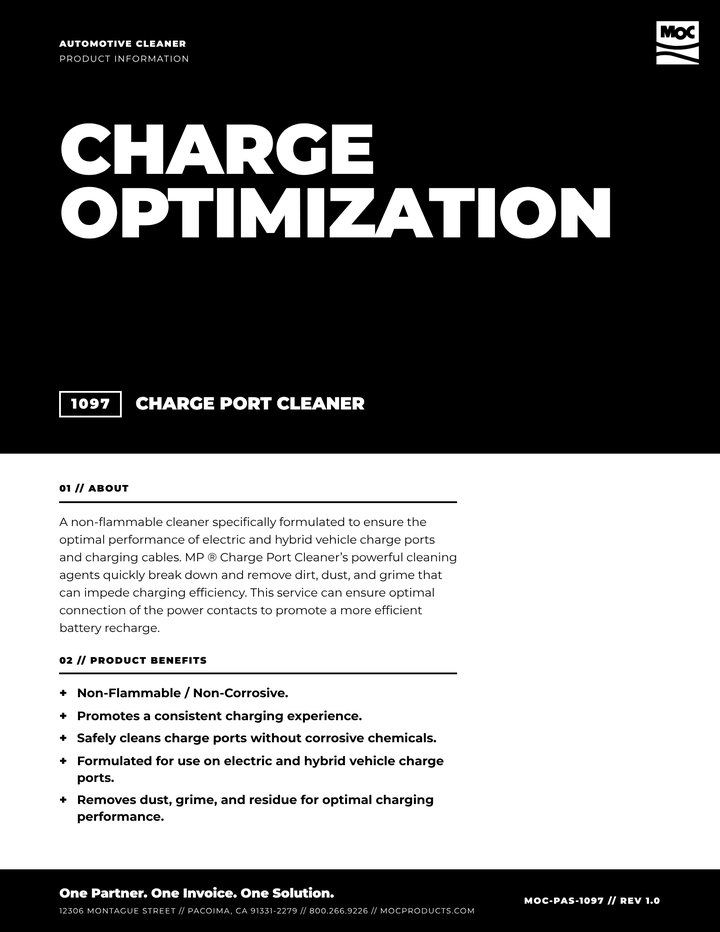 AUTOMOTIVE CLEANER
PRODUCT INFORMATION
MOC
CHARGE
OPTIMIZATION
1097 CHARGE PORT CLEANER
01 // ABOUT
A non-flammable cleaner specifically formulated to ensure the
optimal performance of electric and hybrid vehicle charge ports
and charging cables. MP ® Charge Port Cleaner’s powerful cleaning
agents quickly break down and remove dirt, dust, and grime that
can impede charging efficiency. This service can ensure optimal
connection of the power contacts to promote a more efficient
battery recharge.
02 // PRODUCT BENEFITS
+ Non-Flammable / Non-Corrosive.
+ Promotes a consistent charging experience.
+ Safely cleans charge ports without corrosive chemicals.
+ Formulated for use on electric and hybrid vehicle charge
ports.
+ Removes dust, grime, and residue for optimal charging
performance.
One Partner. One Invoice. One Solution.
12306 MONTAGUE STREET // PACOIMA, CA 91331-2279 // 800.266.9226 // MOCPRODUCTS.COM
MOC-PAS-1097 // REV 1.0